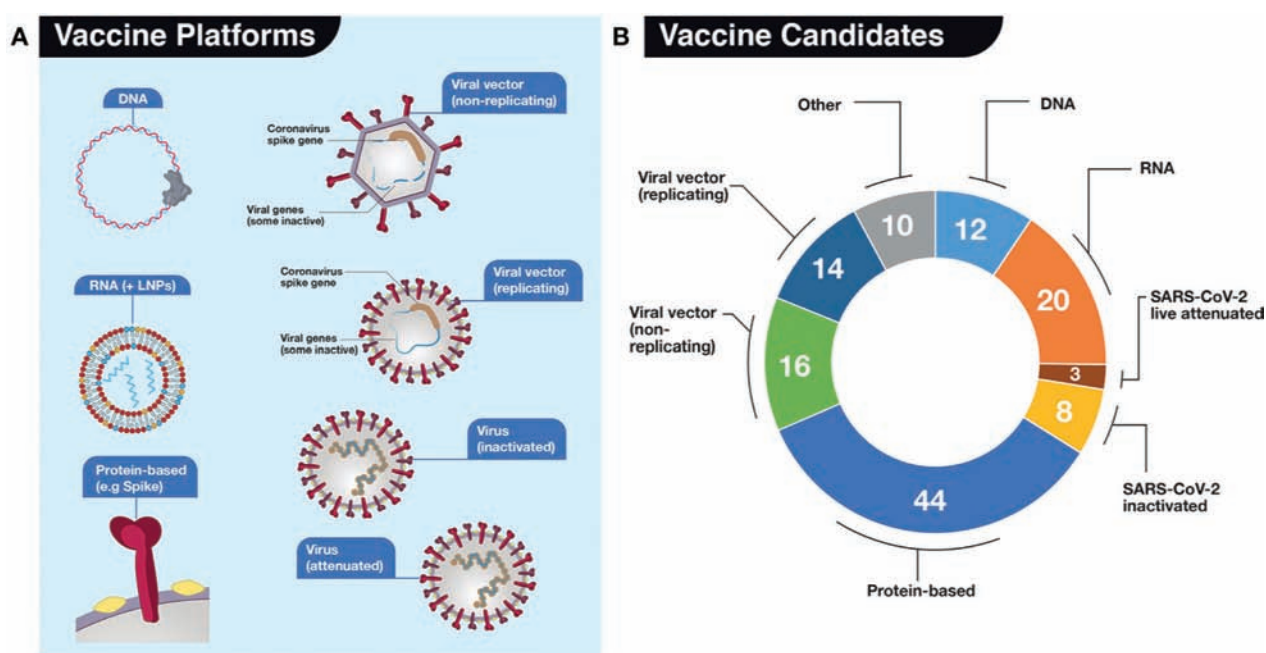 A
Vaccine Platforms
DNA
Viral vector
(non-replicating)
Coronavirus
spike gene
Viral genes
(some inactive)
RNA (+ LNPs)
Coronavirus
spike gene
Viral vector
(replicating)
Viral genes
(some inactive)
Protein-based
(e.g Spike)
Virus
(inactivated)
Virus
(attenuated)
B
Vaccine Candidates
Other
DNA
Viral vector
(replicating)
RNA
10
12
14
20
SARS-CoV-2
live attenuated
Viral vector
(non-
replicating)
16
3
8
SARS-CoV-2
inactivated
44
Protein-based